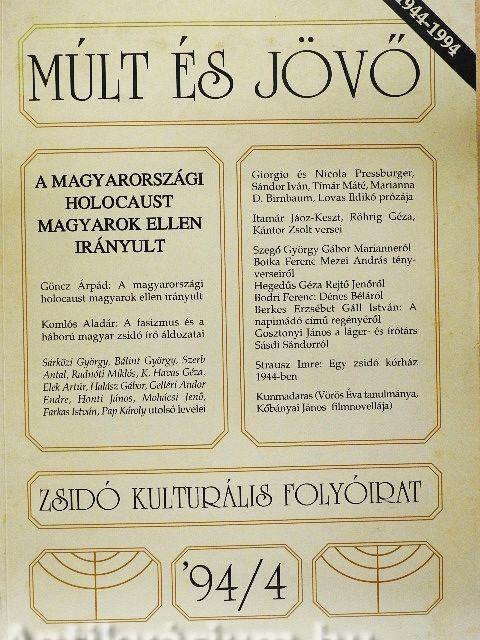 1944-1994
MÚLT ÉS JÖVŐ
A MAGYARORSZÁGI
HOLOCAUST
MAGYAROK ELLEN
IRÁNYULT
Göncz Árpád: A magyarországi
holocaust magyarok ellen irányult
Komlós Aladár: A fasizmus és a
háború magyar zsidó író áldozatai
Sárközi György, Bálint György, Szerb
Antal, Radnóti Miklós, K. Havas Géza,
Elek Artúr, Halász Gábor, Gelléri Andor
Endre, Honti János, Mohácsi Jenő,
Farkas István, Pap Károly utolsó levelei
Giorgio és Nicola Pressburger,
Sándor Iván, Tímár Máté, Marianna
D. Birnbaum, Lovas Ildikó prózája
Itamár Jáoz-Keszt, Röhrig Géza,
Kántor Zsolt versei
Szegő György Gábor Marianneról
Botka Ferenc Mezei András tény-
verseiről
Hegedűs Géza Rejtő Jenőről
Bodri Ferenc: Dénes Béláról
Berkes Erzsébet Gáll István: A
napimádó című regényéről
Gosztonyi János a láger- és írótárs
Sásdi Sándorról
Strausz Imre: Egy zsidó kórház
1944-ben
Kunmadaras (Vörös Éva tanulmánya,
Kőbányai János filmnovellája)
ZSIDÓ KULTURÁLIS FOLYÓIRAT
'94/4